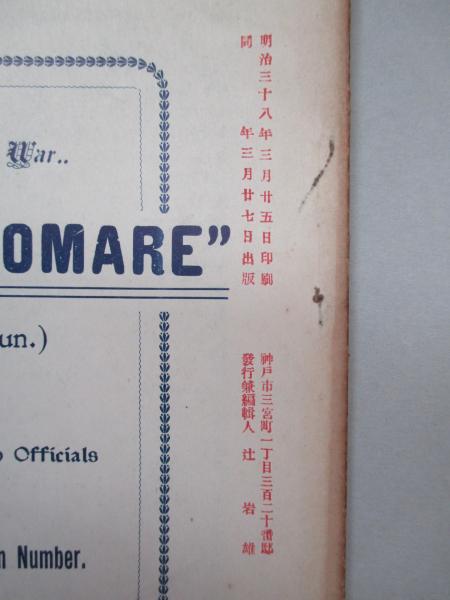 War..
OMARE”
un.)
Officials
n Number.
明治三十八年三月廿五日印刷
同年三月廿七日出版
神戸市三宮町一丁目三百二十番邸
發行兼編輯人 辻岩雄